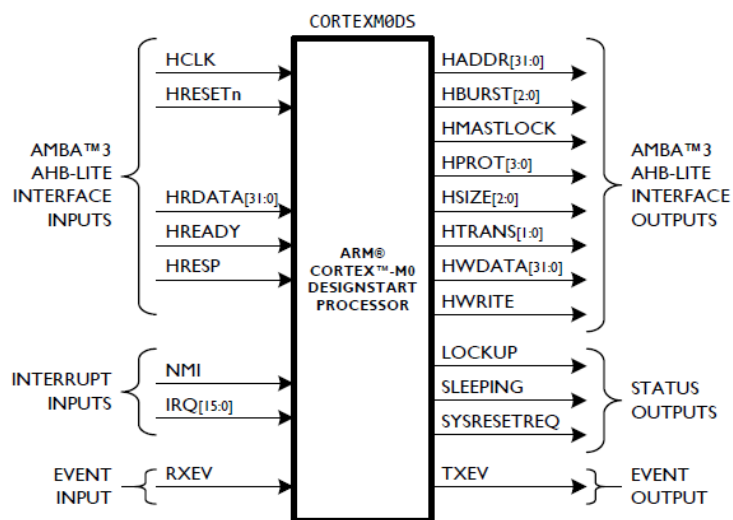 CORTEXM0DS
AMBA™3
AHB-LITE
INTERFACE
INPUTS
HCLK
HRESETn
HRDATA[31:0]
HREADY
HRESP
INTERRUPT
INPUTS
NMI
IRQ[15:0]
EVENT
INPUT
RXEV
ARM®
CORTEX™-M0
DESIGNSTART
PROCESSOR
HADDR[31:0]
HBURST[2:0]
HMASTLOCK
HPROT[3:0]
HSIZE[2:0]
HTRANS[1:0]
HWDATA[31:0]
HWRITE
AMBA™3
AHB-LITE
INTERFACE
OUTPUTS
LOCKUP
SLEEPING
SYSRESETREQ
STATUS
OUTPUTS
TXEV
EVENT
OUTPUT